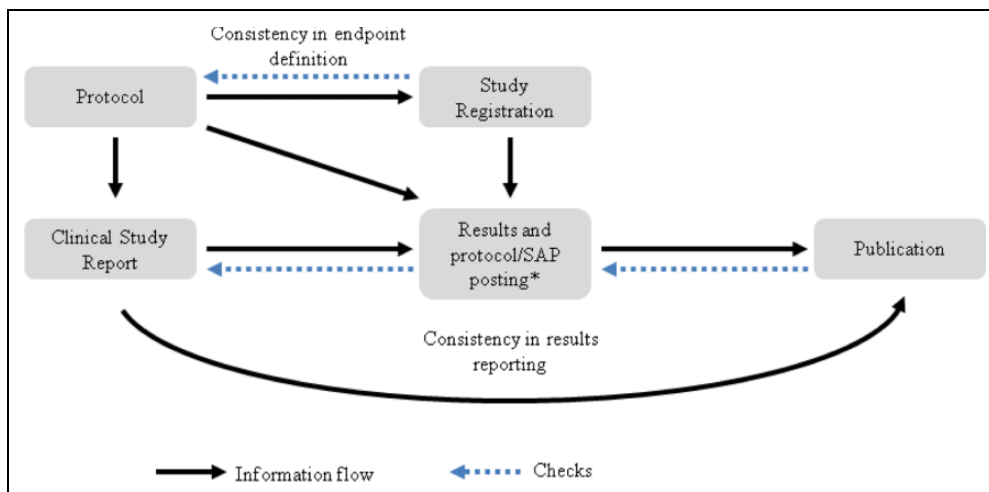 Consistency in endpoint
definition
Protocol
Study
Registration
Clinical Study
Report
Results and
protocol/SAP
posting*
Publication
Consistency in results
reporting
Information flow
Checks